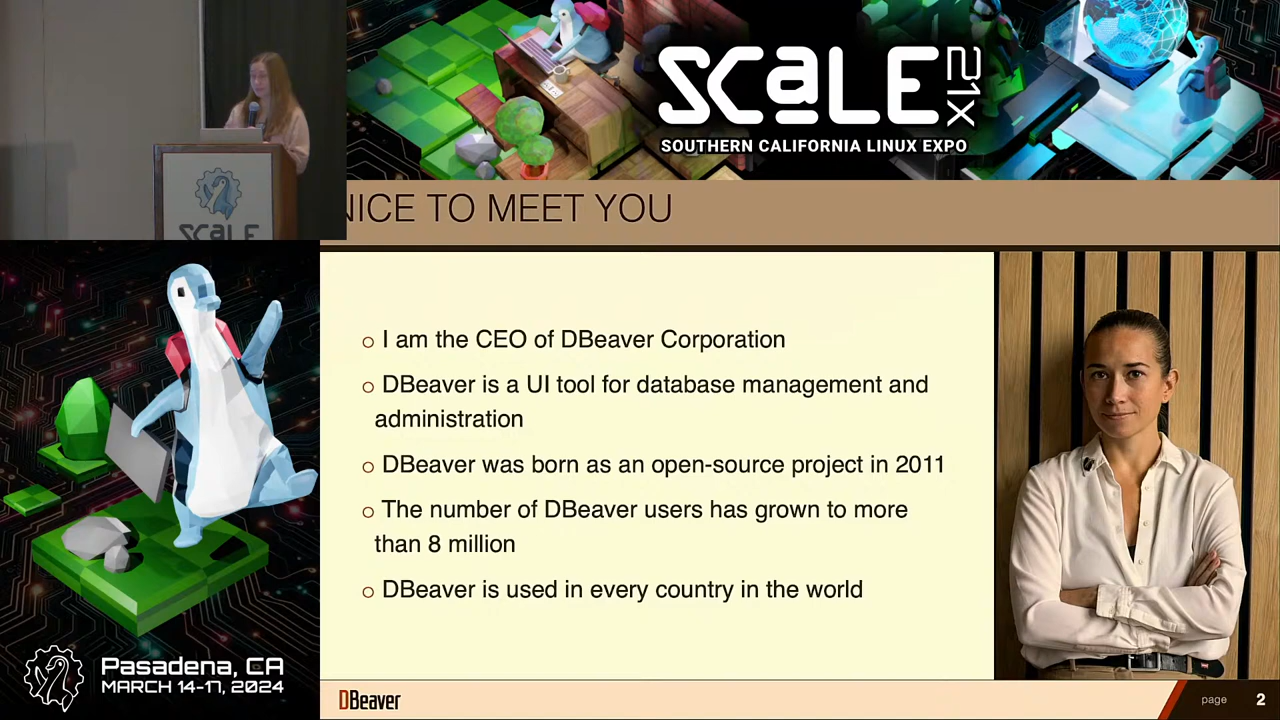 SCaLE 21X
SOUTHERN CALIFORNIA LINUX EXPO
SCALE
NICE TO MEET YOU
I am the CEO of DBeaver Corporation
DBeaver is a UI tool for database management and
administration
DBeaver was born as an open-source project in 2011
The number of DBeaver users has grown to more
than 8 million
DBeaver is used in every country in the world
Pasadena, CA
MARCH 14-17, 2024
DBeaver
page 2